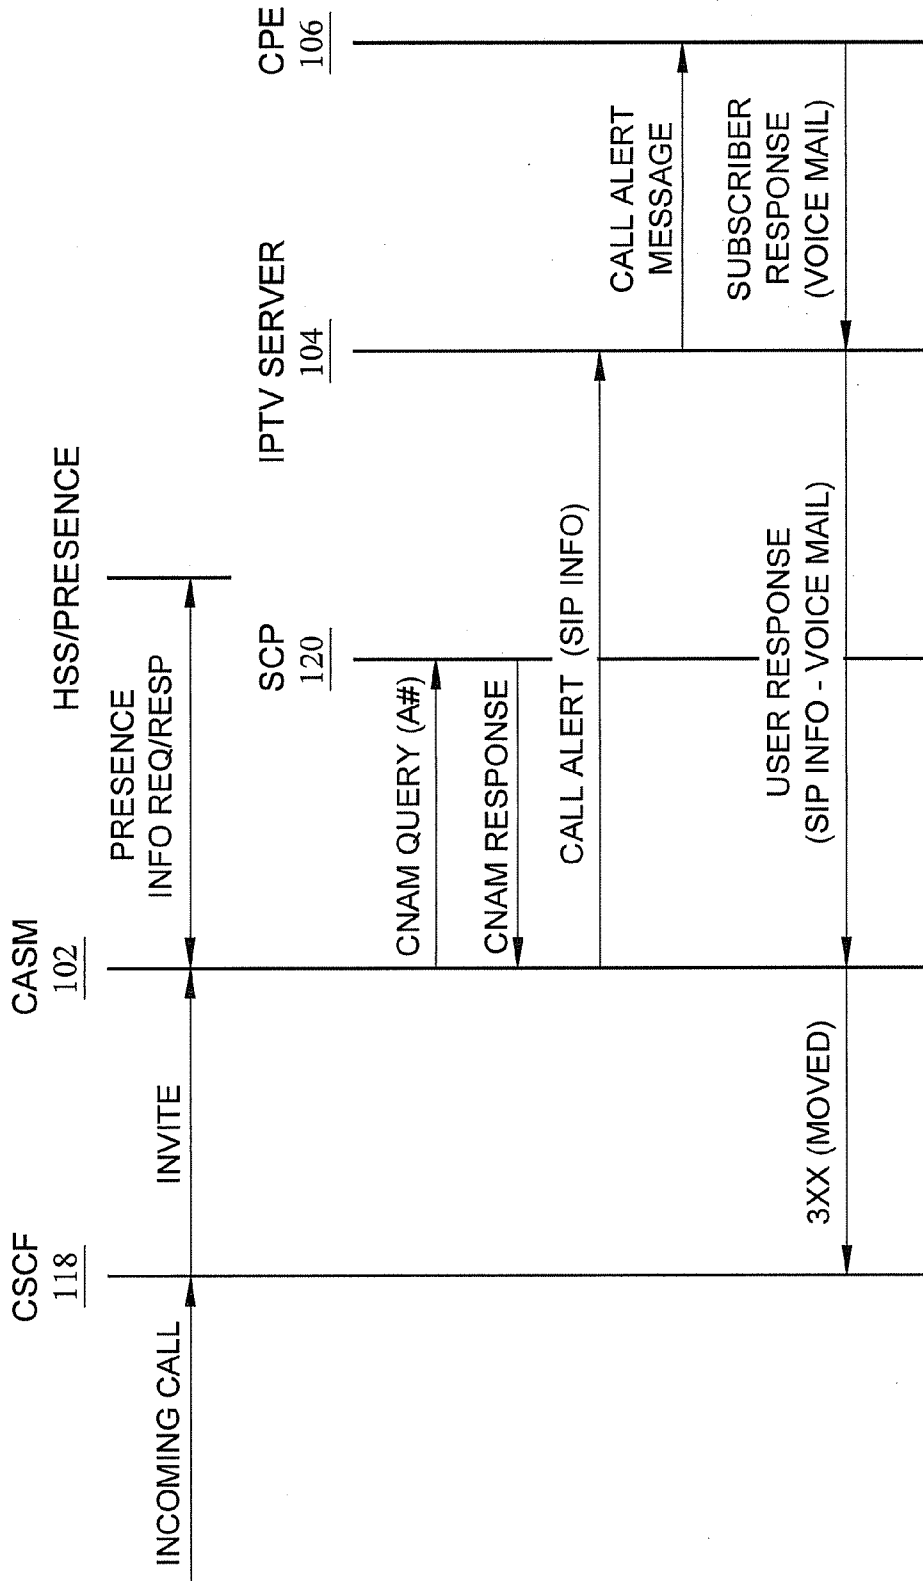 CSCF
118
CASM
102
HSS/PRESENCE
INCOMING CALL
INVITE
PRESENCE
INFO REQ/RESP
SCP
120
IPTV SERVER
104
CPE
106
CNAM QUERY (A#)
CNAM RESPONSE
CALL ALERT (SIP INFO)
CALL ALERT
MESSAGE
SUBSCRIBER
RESPONSE
(VOICE MAIL)
USER RESPONSE
(SIP INFO - VOICE MAIL)
3XX (MOVED)